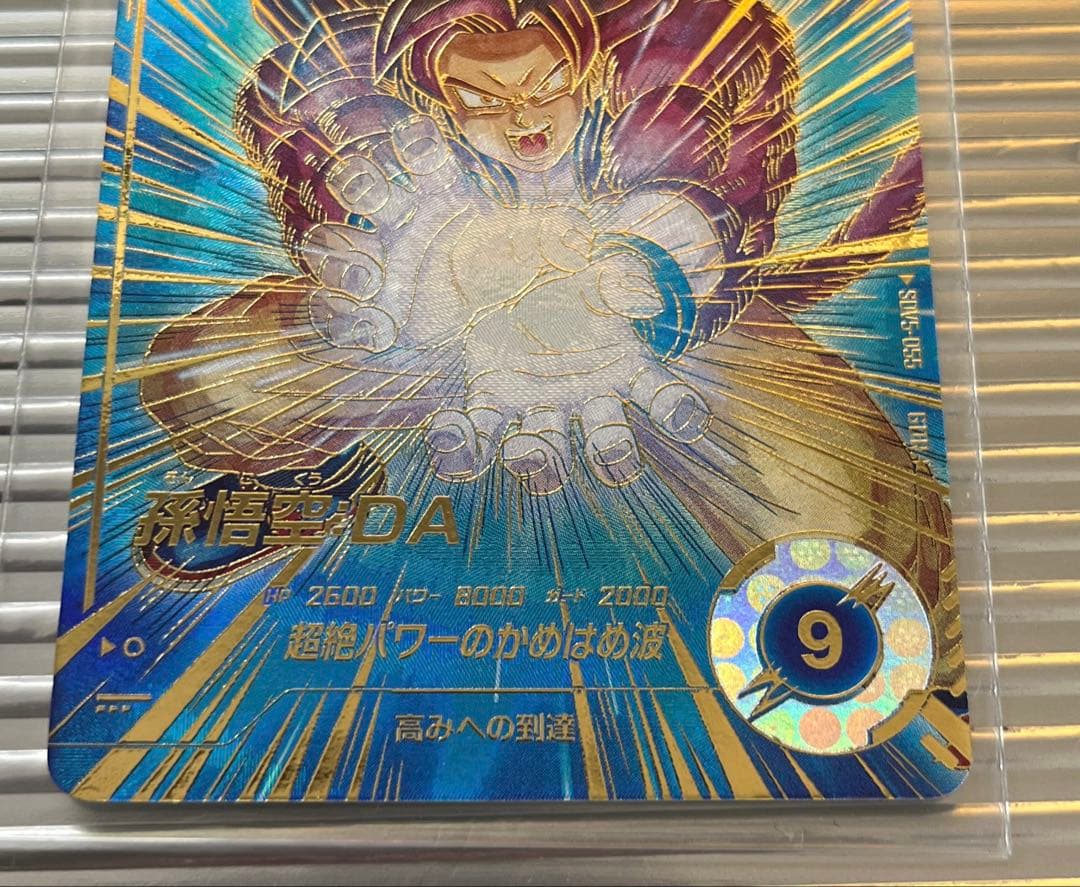 孫悟空:DA
HP 2600 パワー 8000 ガード 2000
超絶パワーのかめはめ波
9
高みへの到達
SDV5-055